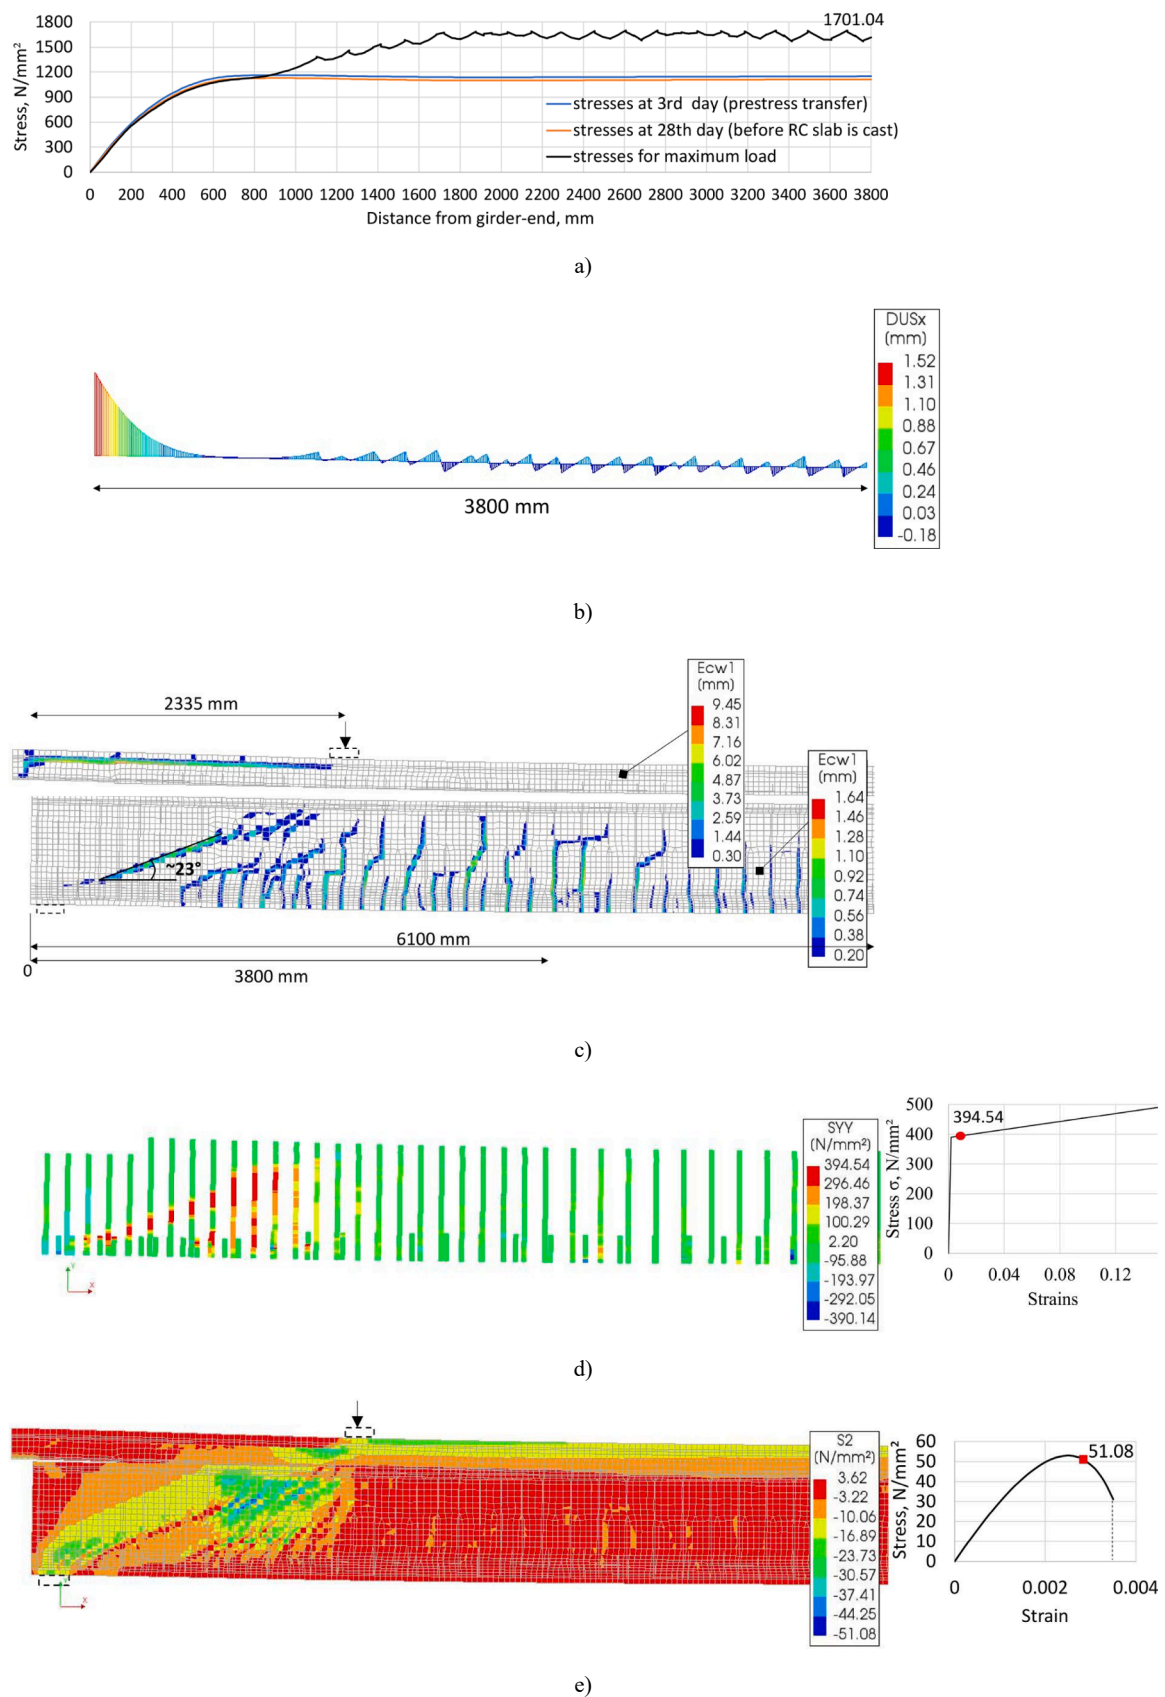 1800
1500
1200
900
600
300
0
Stress, N/mm²
1701.04
stresses at 3rd day (prestress transfer)
stresses at 28th day (before RC slab is cast)
stresses for maximum load
0 200 400 600 800 1000 1200 1400 1600 1800 2000 2200 2400 2600 2800 3000 3200 3400 3600 3800
Distance from girder-end, mm
a)
DUSx
(mm)
1.52
1.31
1.10
0.88
0.67
0.46
0.24
0.03
-0.18
3800 mm
b)
2335 mm
Ecw1
(mm)
9.45
8.31
7.16
6.02
4.87
3.73
2.59
1.44
0.30
Ecw1
(mm)
1.64
1.46
1.28
1.10
0.92
0.74
0.56
0.38
0.20
~23°
6100 mm
0
3800 mm
c)
SYY
(N/mm²)
394.54
296.46
198.37
100.29
2.20
-95.88
-193.97
-292.05
-390.14
Y
X
Stress σ, N/mm²
500
400
300
200
100
0
394.54
0 0.04 0.08 0.12
Strains
d)
S2
(N/mm²)
3.62
-3.22
-10.06
-16.89
-23.73
-30.57
-37.41
-44.25
-51.08
X
Stress, N/mm²
60
50
40
30
20
10
0
51.08
0 0.002 0.004
Strain
e)